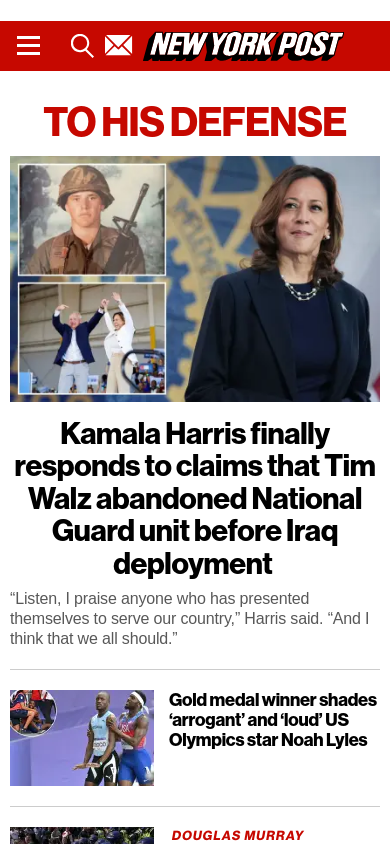 NEW YORK POST
TO HIS DEFENSE
Kamala Harris finally
responds to claims that Tim
Walz abandoned National
Guard unit before Iraq
deployment
“Listen, I praise anyone who has presented
themselves to serve our country,” Harris said. “And I
think that we all should.”
Gold medal winner shades
‘arrogant’ and ‘loud’ US
Olympics star Noah Lyles
DOUGLAS MURRAY